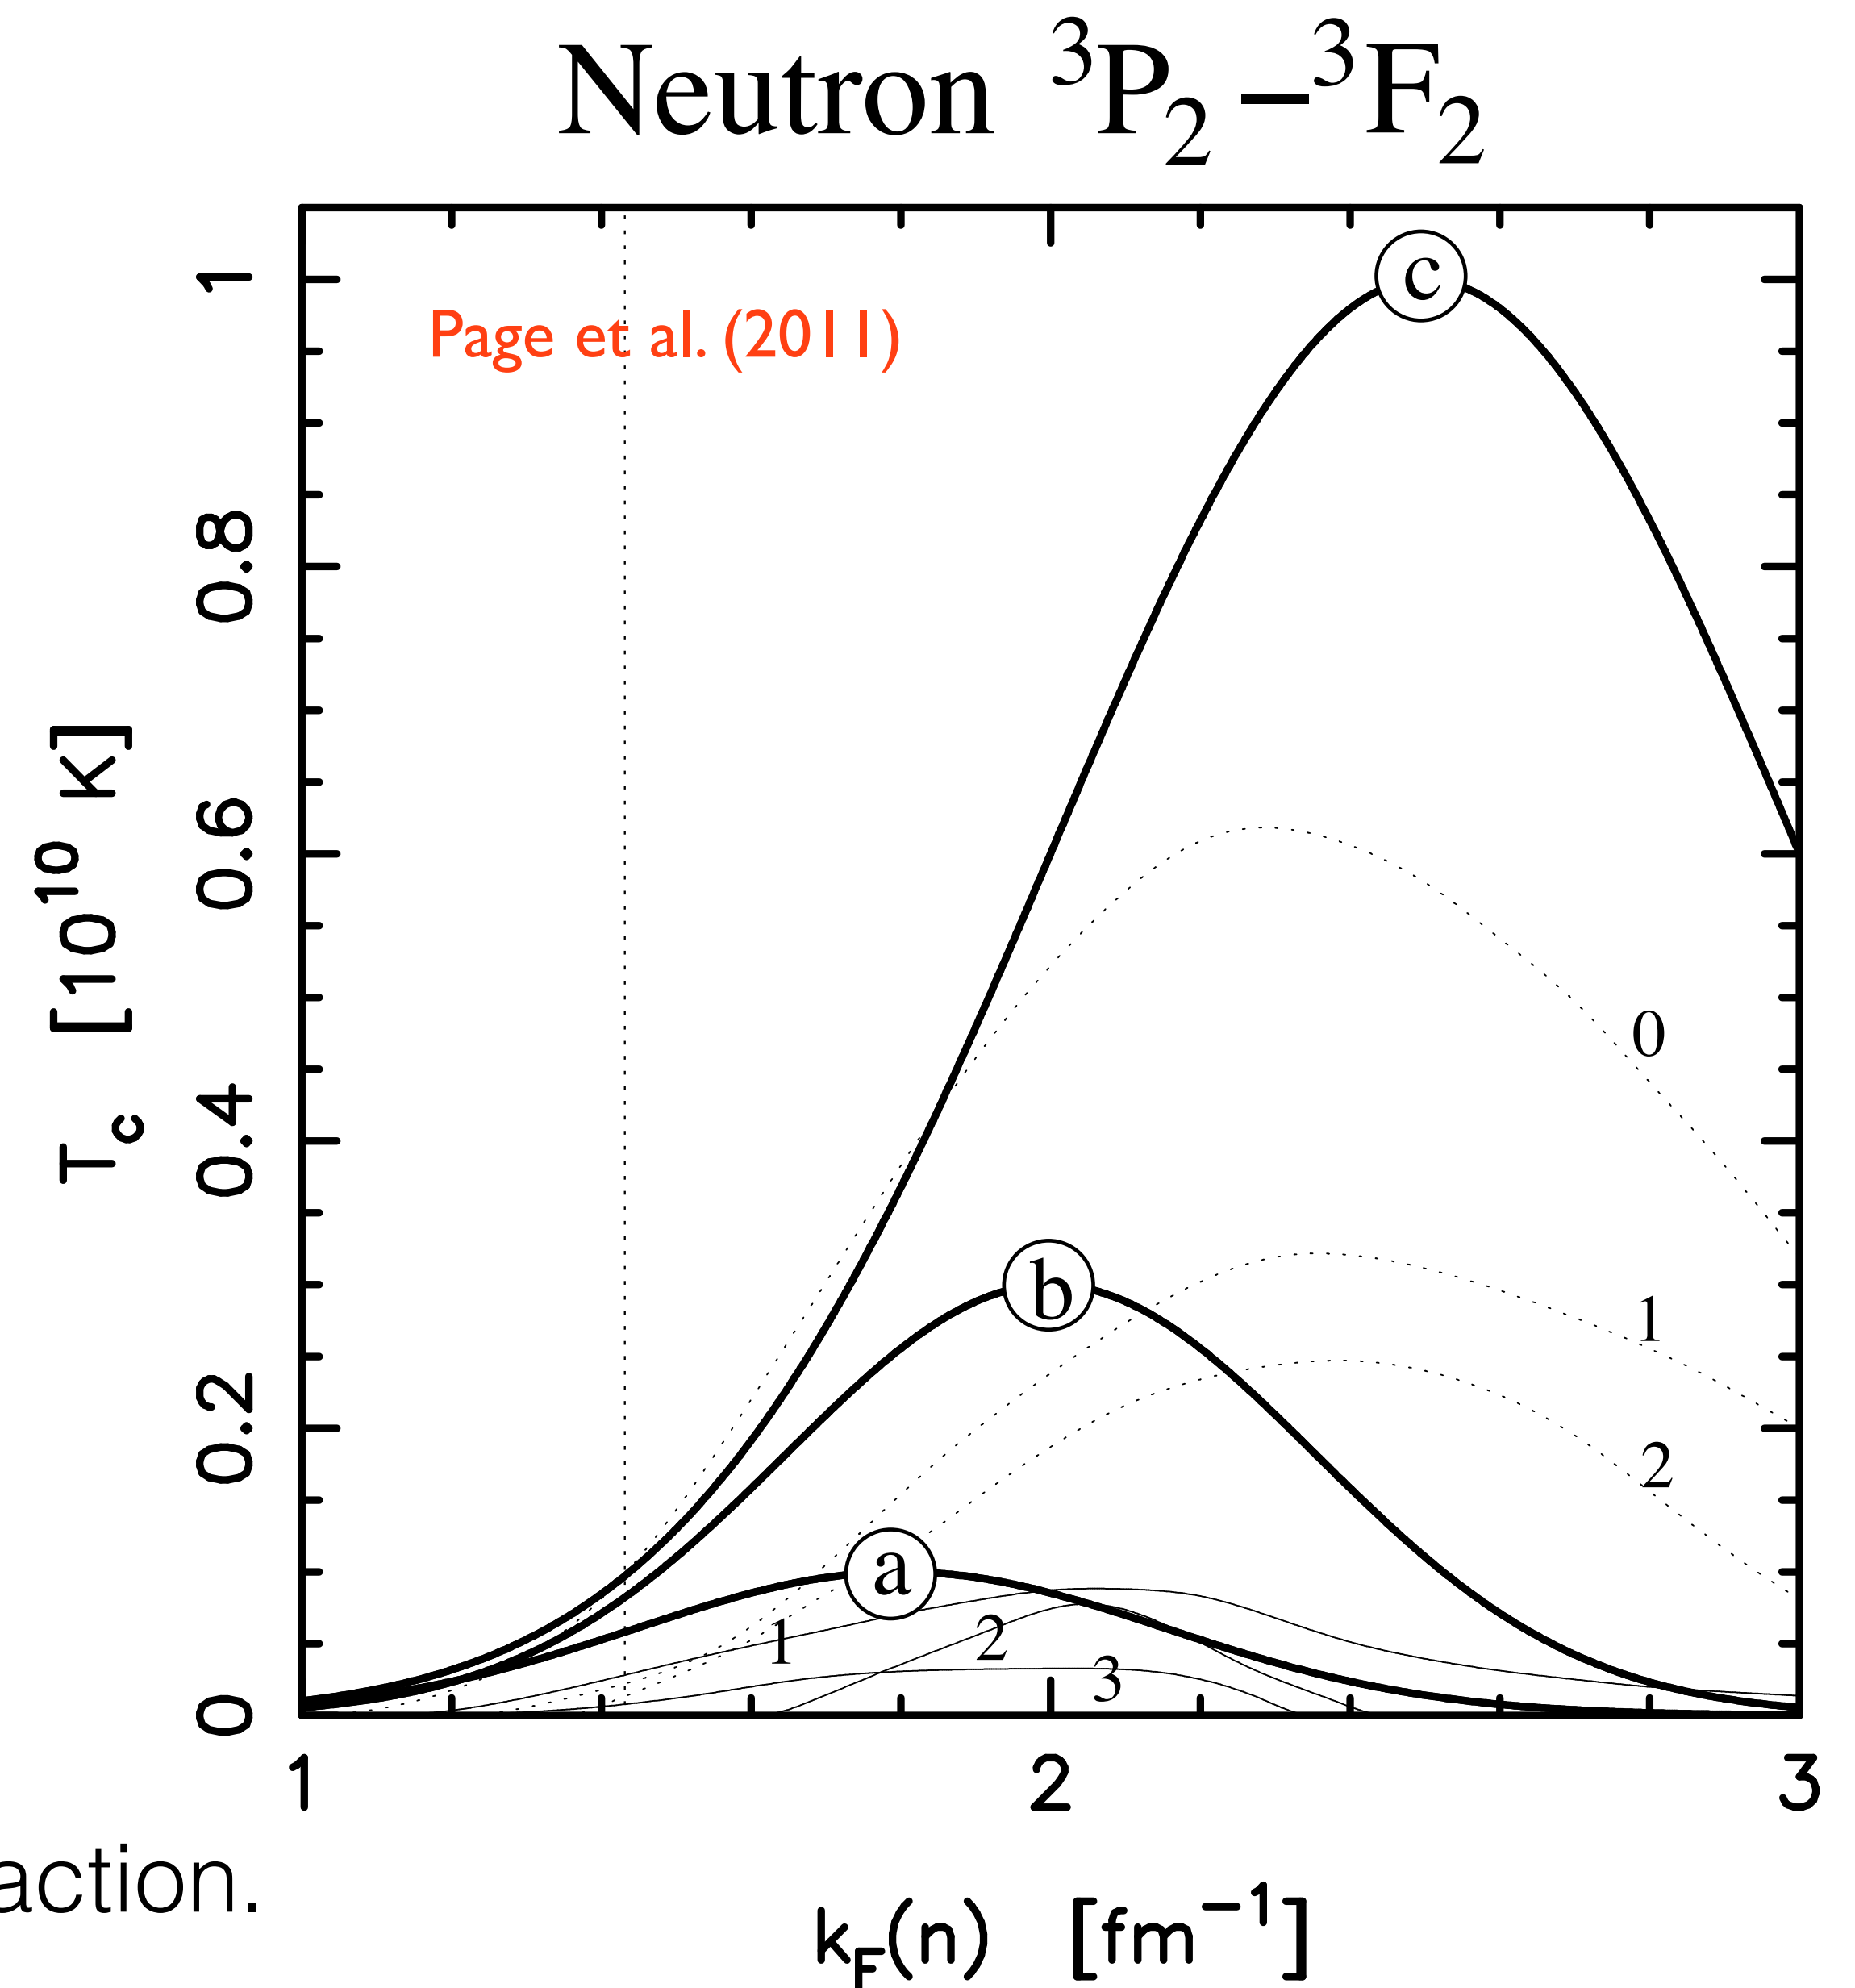 Neutron ³P₂–³F₂
Page et al. (2011)
c
b
a
0
1
2
1
2
3
T_c [10¹⁰ K]
1
0.8
0.6
0.4
0.2
0
1 2 3
k_F(n) [fm⁻¹]
action.